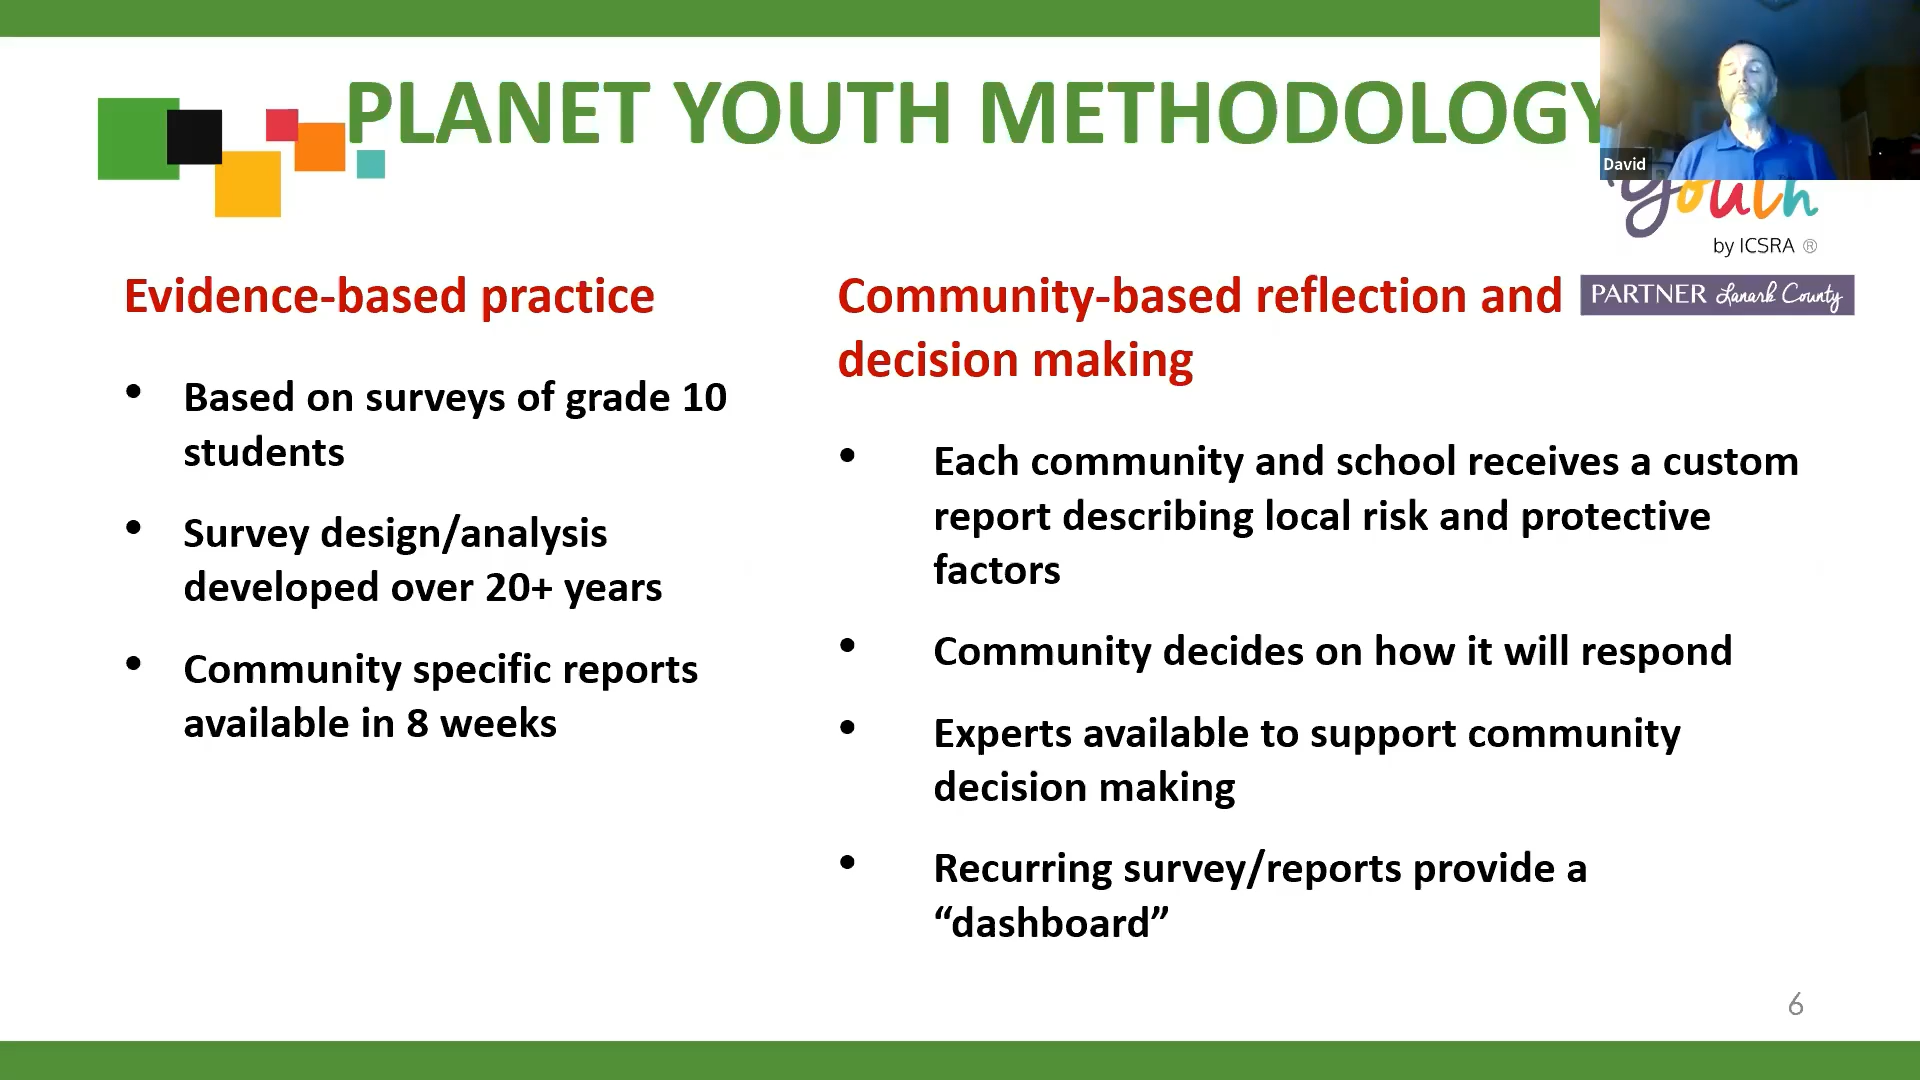 PLANET YOUTH METHODOLOGY
David
youth
by ICSRA ®
PARTNER Lanark County
Evidence-based practice
• Based on surveys of grade 10
students
• Survey design/analysis
developed over 20+ years
• Community specific reports
available in 8 weeks
Community-based reflection and
decision making
• Each community and school receives a custom
report describing local risk and protective
factors
• Community decides on how it will respond
• Experts available to support community
decision making
• Recurring survey/reports provide a
“dashboard”
6